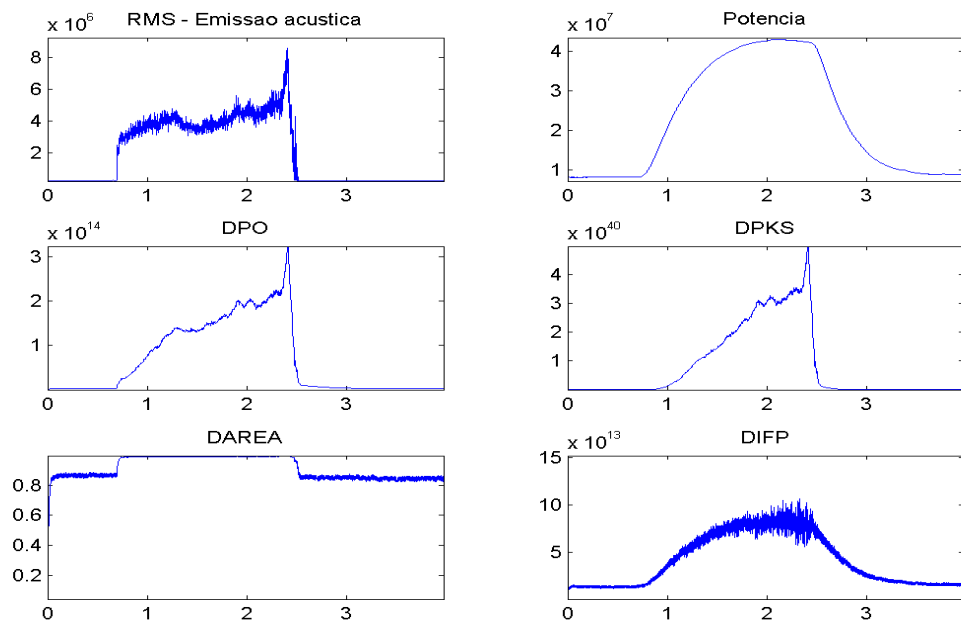 RMS - Emissao acustica
x 10^6
8
6
4
2
0 1 2 3
Potencia
x 10^7
4
3
2
1
0 1 2 3
DPO
x 10^14
3
2
1
0 1 2 3
DPKS
x 10^40
4
3
2
1
0 1 2 3
DAREA
0.8
0.6
0.4
0.2
0 1 2 3
DIFP
x 10^13
15
10
5
0 1 2 3